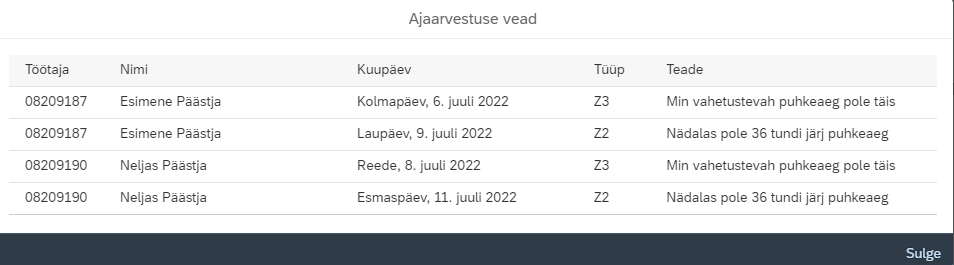 Ajaarvestuse vead
Töötaja Nimi Kuupäev Tüüp Teade
08209187 Esimene Päästja Kolmapäev, 6. juuli 2022 Z3 Min vahetustevah puhkeaeg pole täis
08209187 Esimene Päästja Laupäev, 9. juuli 2022 Z2 Nädalas pole 36 tundi järj puhkeaeg
08209190 Neljas Päästja Reede, 8. juuli 2022 Z3 Min vahetustevah puhkeaeg pole täis
08209190 Neljas Päästja Esmaspäev, 11. juuli 2022 Z2 Nädalas pole 36 tundi järj puhkeaeg
Sulge